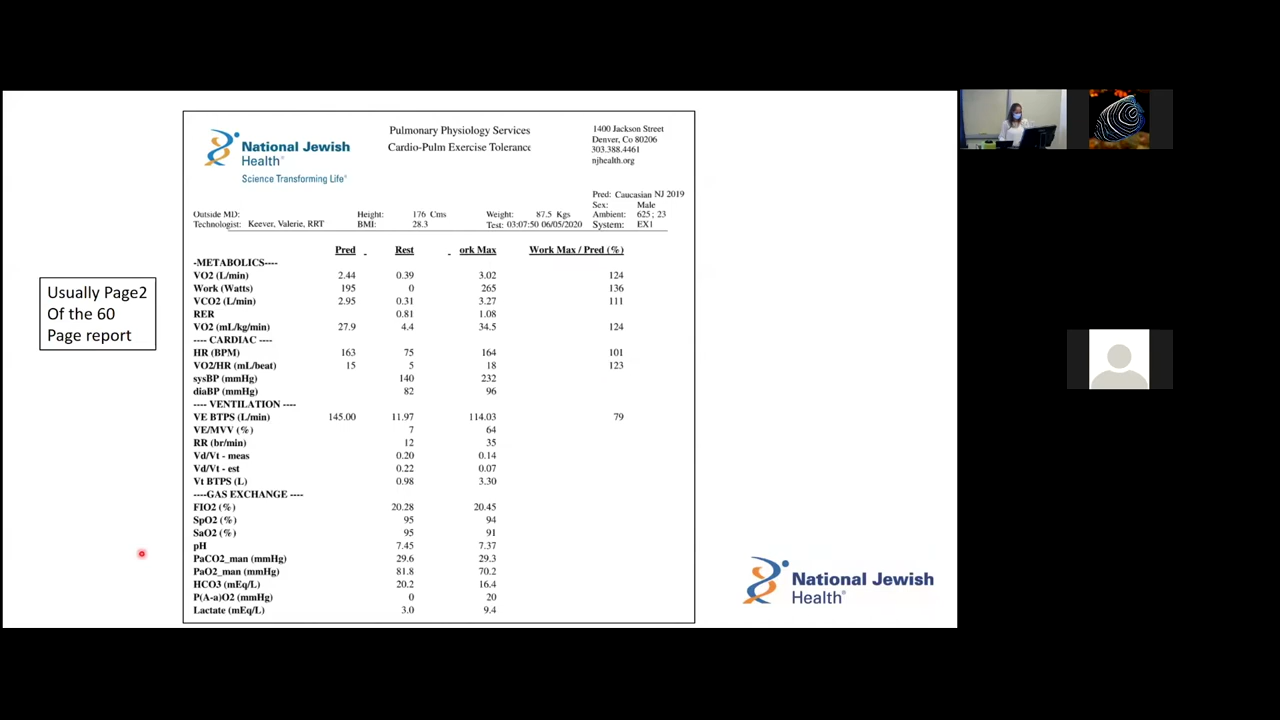 Usually Page2
Of the 60
Page report
National Jewish
Health®
Science Transforming Life®
Pulmonary Physiology Services
Cardio-Pulm Exercise Tolerance
1400 Jackson Street
Denver, Co 80206
303.388.4461
njhealth.org
Pred: Caucasian NJ 2019
Sex: Male
Outside MD: Height: 176 Cms Weight: 87.5 Kgs Ambient: 625 ; 23
Technologist: Keever, Valerie, RRT BMI: 28.3 Test: 03:07:50 06/05/2020 System: EX1
Pred Rest ork Max Work Max / Pred (%)
-METABOLICS----
VO2 (L/min) 2.44 0.39 3.02 124
Work (Watts) 195 0 265 136
VCO2 (L/min) 2.95 0.31 3.27 111
RER 0.81 1.08
VO2 (mL/kg/min) 27.9 4.4 34.5 124
---- CARDIAC ----
HR (BPM) 163 75 164 101
VO2/HR (mL/beat) 15 5 18 123
sysBP (mmHg) 140 232
diaBP (mmHg) 82 96
---- VENTILATION ----
VE BTPS (L/min) 145.00 11.97 114.03 79
VE/MVV (%) 7 64
RR (br/min) 12 35
Vd/Vt - meas 0.20 0.14
Vd/Vt - est 0.22 0.07
Vt BTPS (L) 0.98 3.30
----GAS EXCHANGE ----
FIO2 (%) 20.28 20.45
SpO2 (%) 95 94
SaO2 (%) 95 91
pH 7.45 7.37
PaCO2_man (mmHg) 29.6 29.3
PaO2_man (mmHg) 81.8 70.2
HCO3 (mEq/L) 20.2 16.4
P(A-a)O2 (mmHg) 0 20
Lactate (mEq/L) 3.0 9.4
National Jewish
Health®